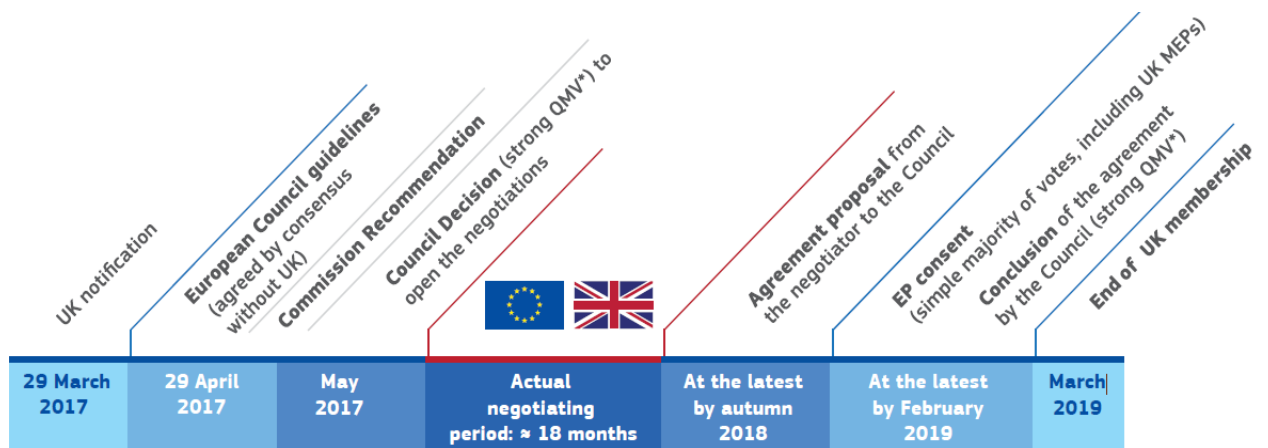 UK notification
European Council guidelines
(agreed by consensus
without UK)
Commission Recommendation
Council Decision (strong QMV*) to
open the negotiations
Agreement proposal from
the negotiator to the Council
EP consent
(simple majority of votes, including UK MEPs)
Conclusion of the agreement
by the Council (strong QMV*)
End of UK membership
29 March
2017
29 April
2017
May
2017
Actual
negotiating
period: ≈ 18 months
At the latest
by autumn
2018
At the latest
by February
2019
March
2019